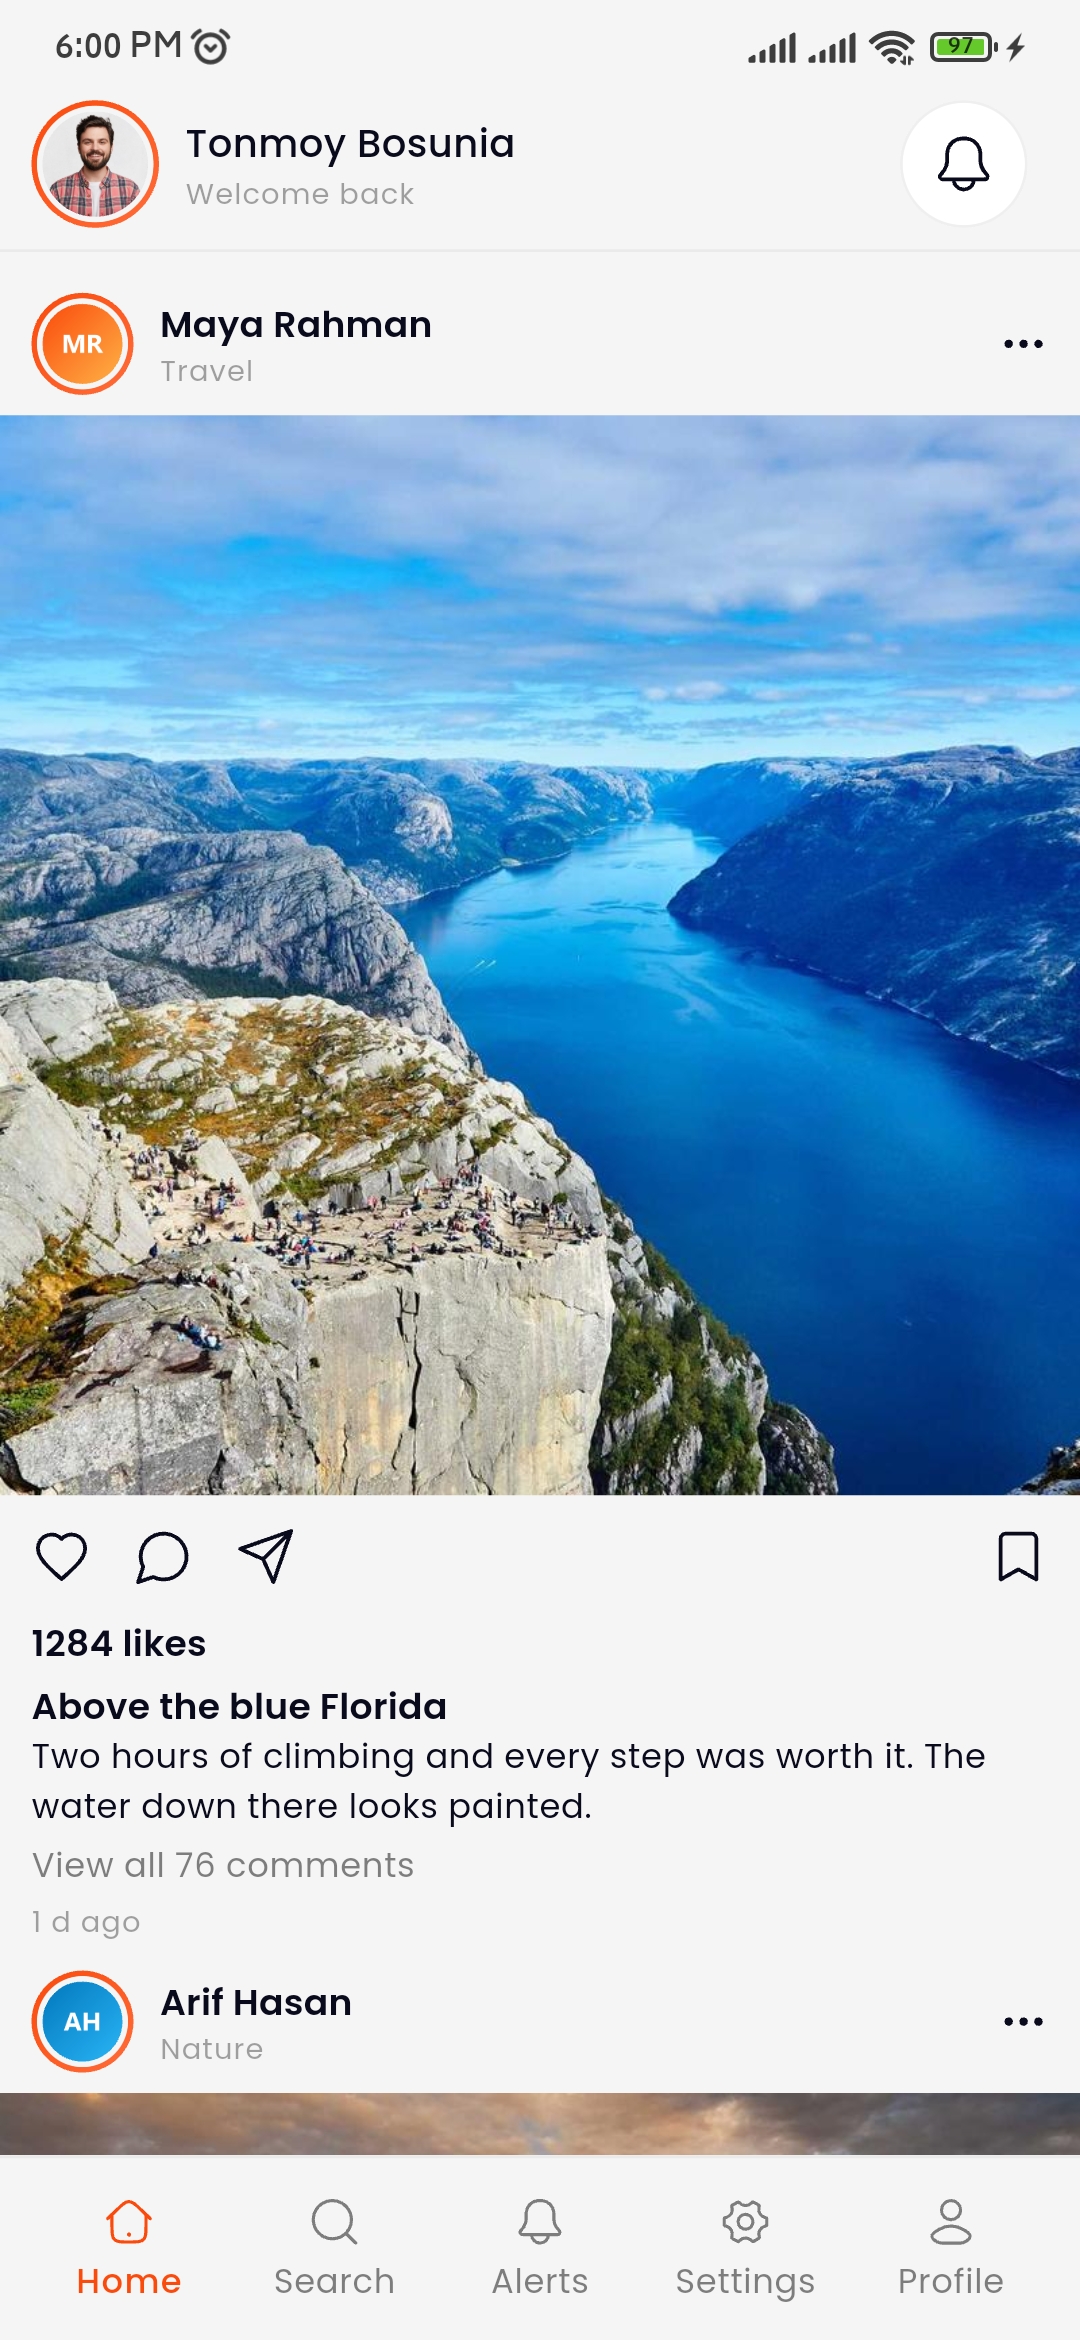 6:00 PM
97
Tonmoy Bosunia
Welcome back
MR
Maya Rahman
Travel
1284 likes
Above the blue Florida
Two hours of climbing and every step was worth it. The
water down there looks painted.
View all 76 comments
1 d ago
AH
Arif Hasan
Nature
Home
Search
Alerts
Settings
Profile